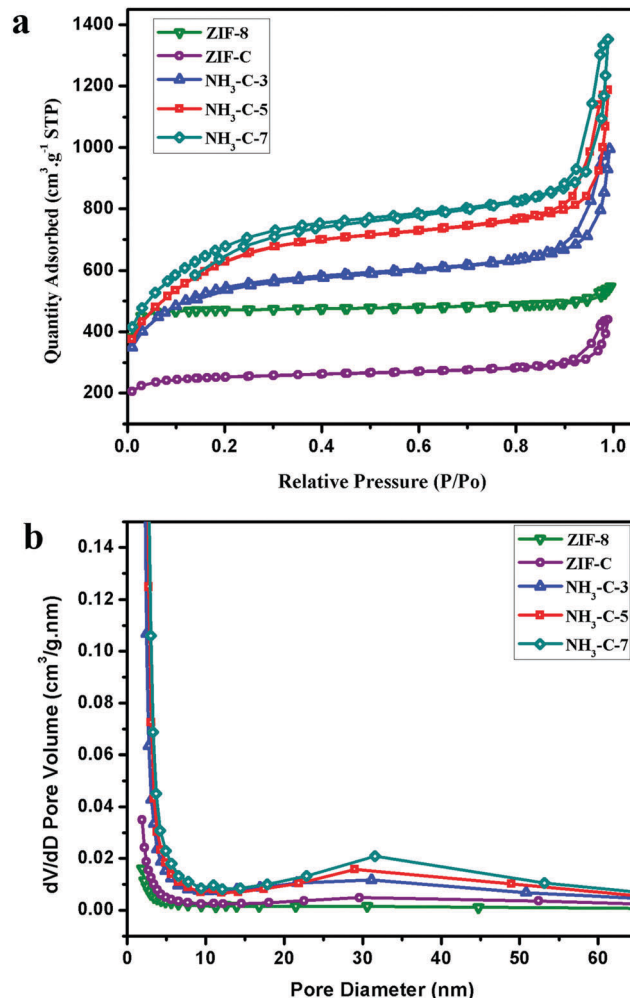 a
1400
1200
1000
800
600
400
200
Quantity Adsorbed (cm³.g⁻¹ STP)
ZIF-8
ZIF-C
NH₃-C-3
NH₃-C-5
NH₃-C-7
0.0 0.2 0.4 0.6 0.8 1.0
Relative Pressure (P/Po)
b
0.14
0.12
0.10
0.08
0.06
0.04
0.02
0.00
dV/dD Pore Volume (cm³/g.nm)
ZIF-8
ZIF-C
NH₃-C-3
NH₃-C-5
NH₃-C-7
0 10 20 30 40 50 60
Pore Diameter (nm)